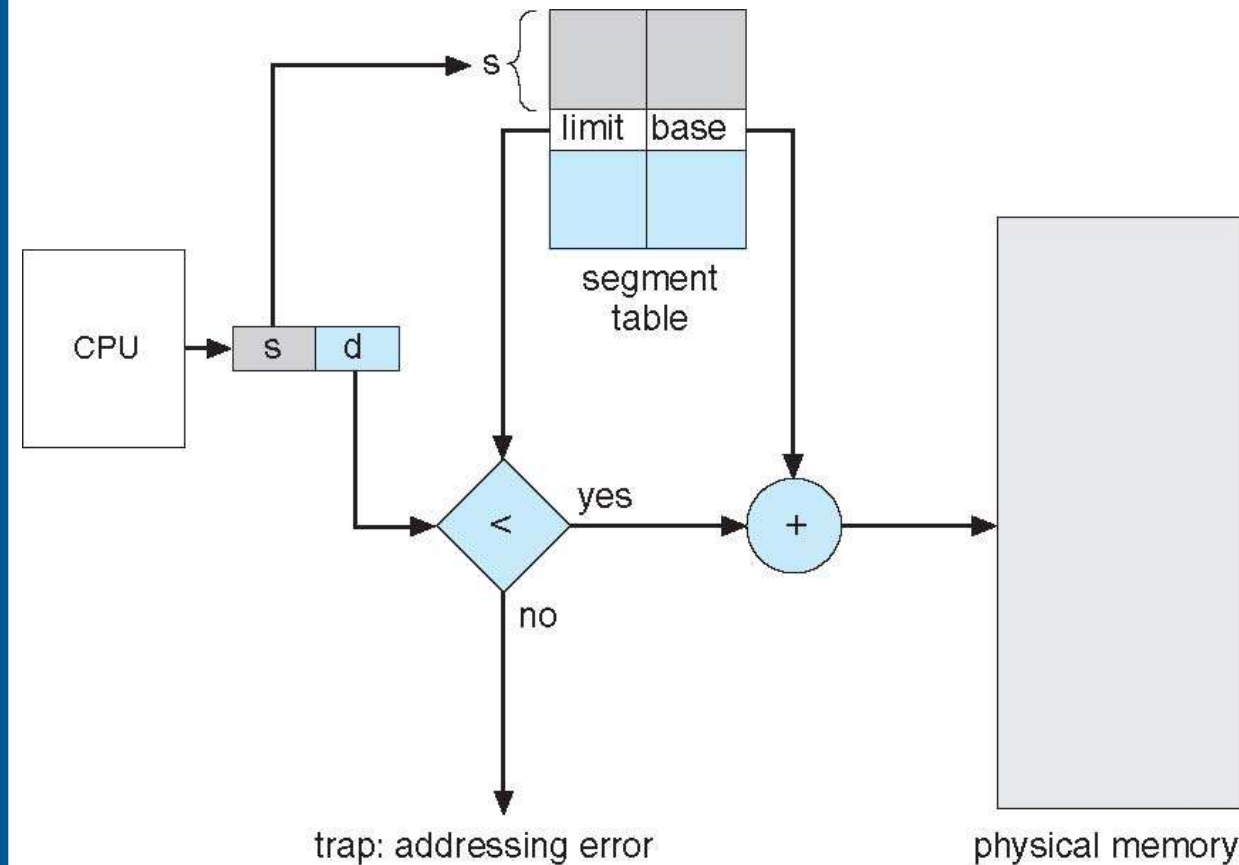 s
limit base
segment
table
CPU
s d
<
yes
+
no
trap: addressing error
physical memory